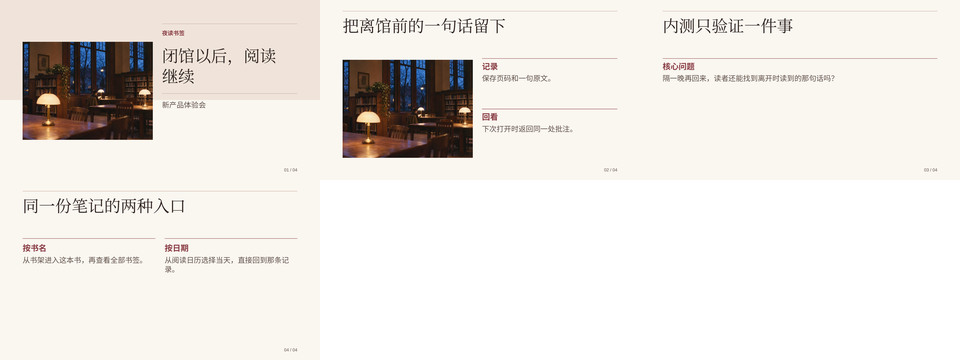 夜读书签
闭馆以后，阅读
继续
新产品体验会
01 / 04
把离馆前的一句话留下
记录
保存页码和一句原文。
回看
下次打开时返回同一处批注。
02 / 04
内测只验证一件事
核心问题
隔一晚再回来，读者还能找到离开时读到的那句话吗？
03 / 04
同一份笔记的两种入口
按书名
从书架进入这本书，再查看全部书签。
按日期
从阅读日历选择当天，直接回到那条记
录。
04 / 04